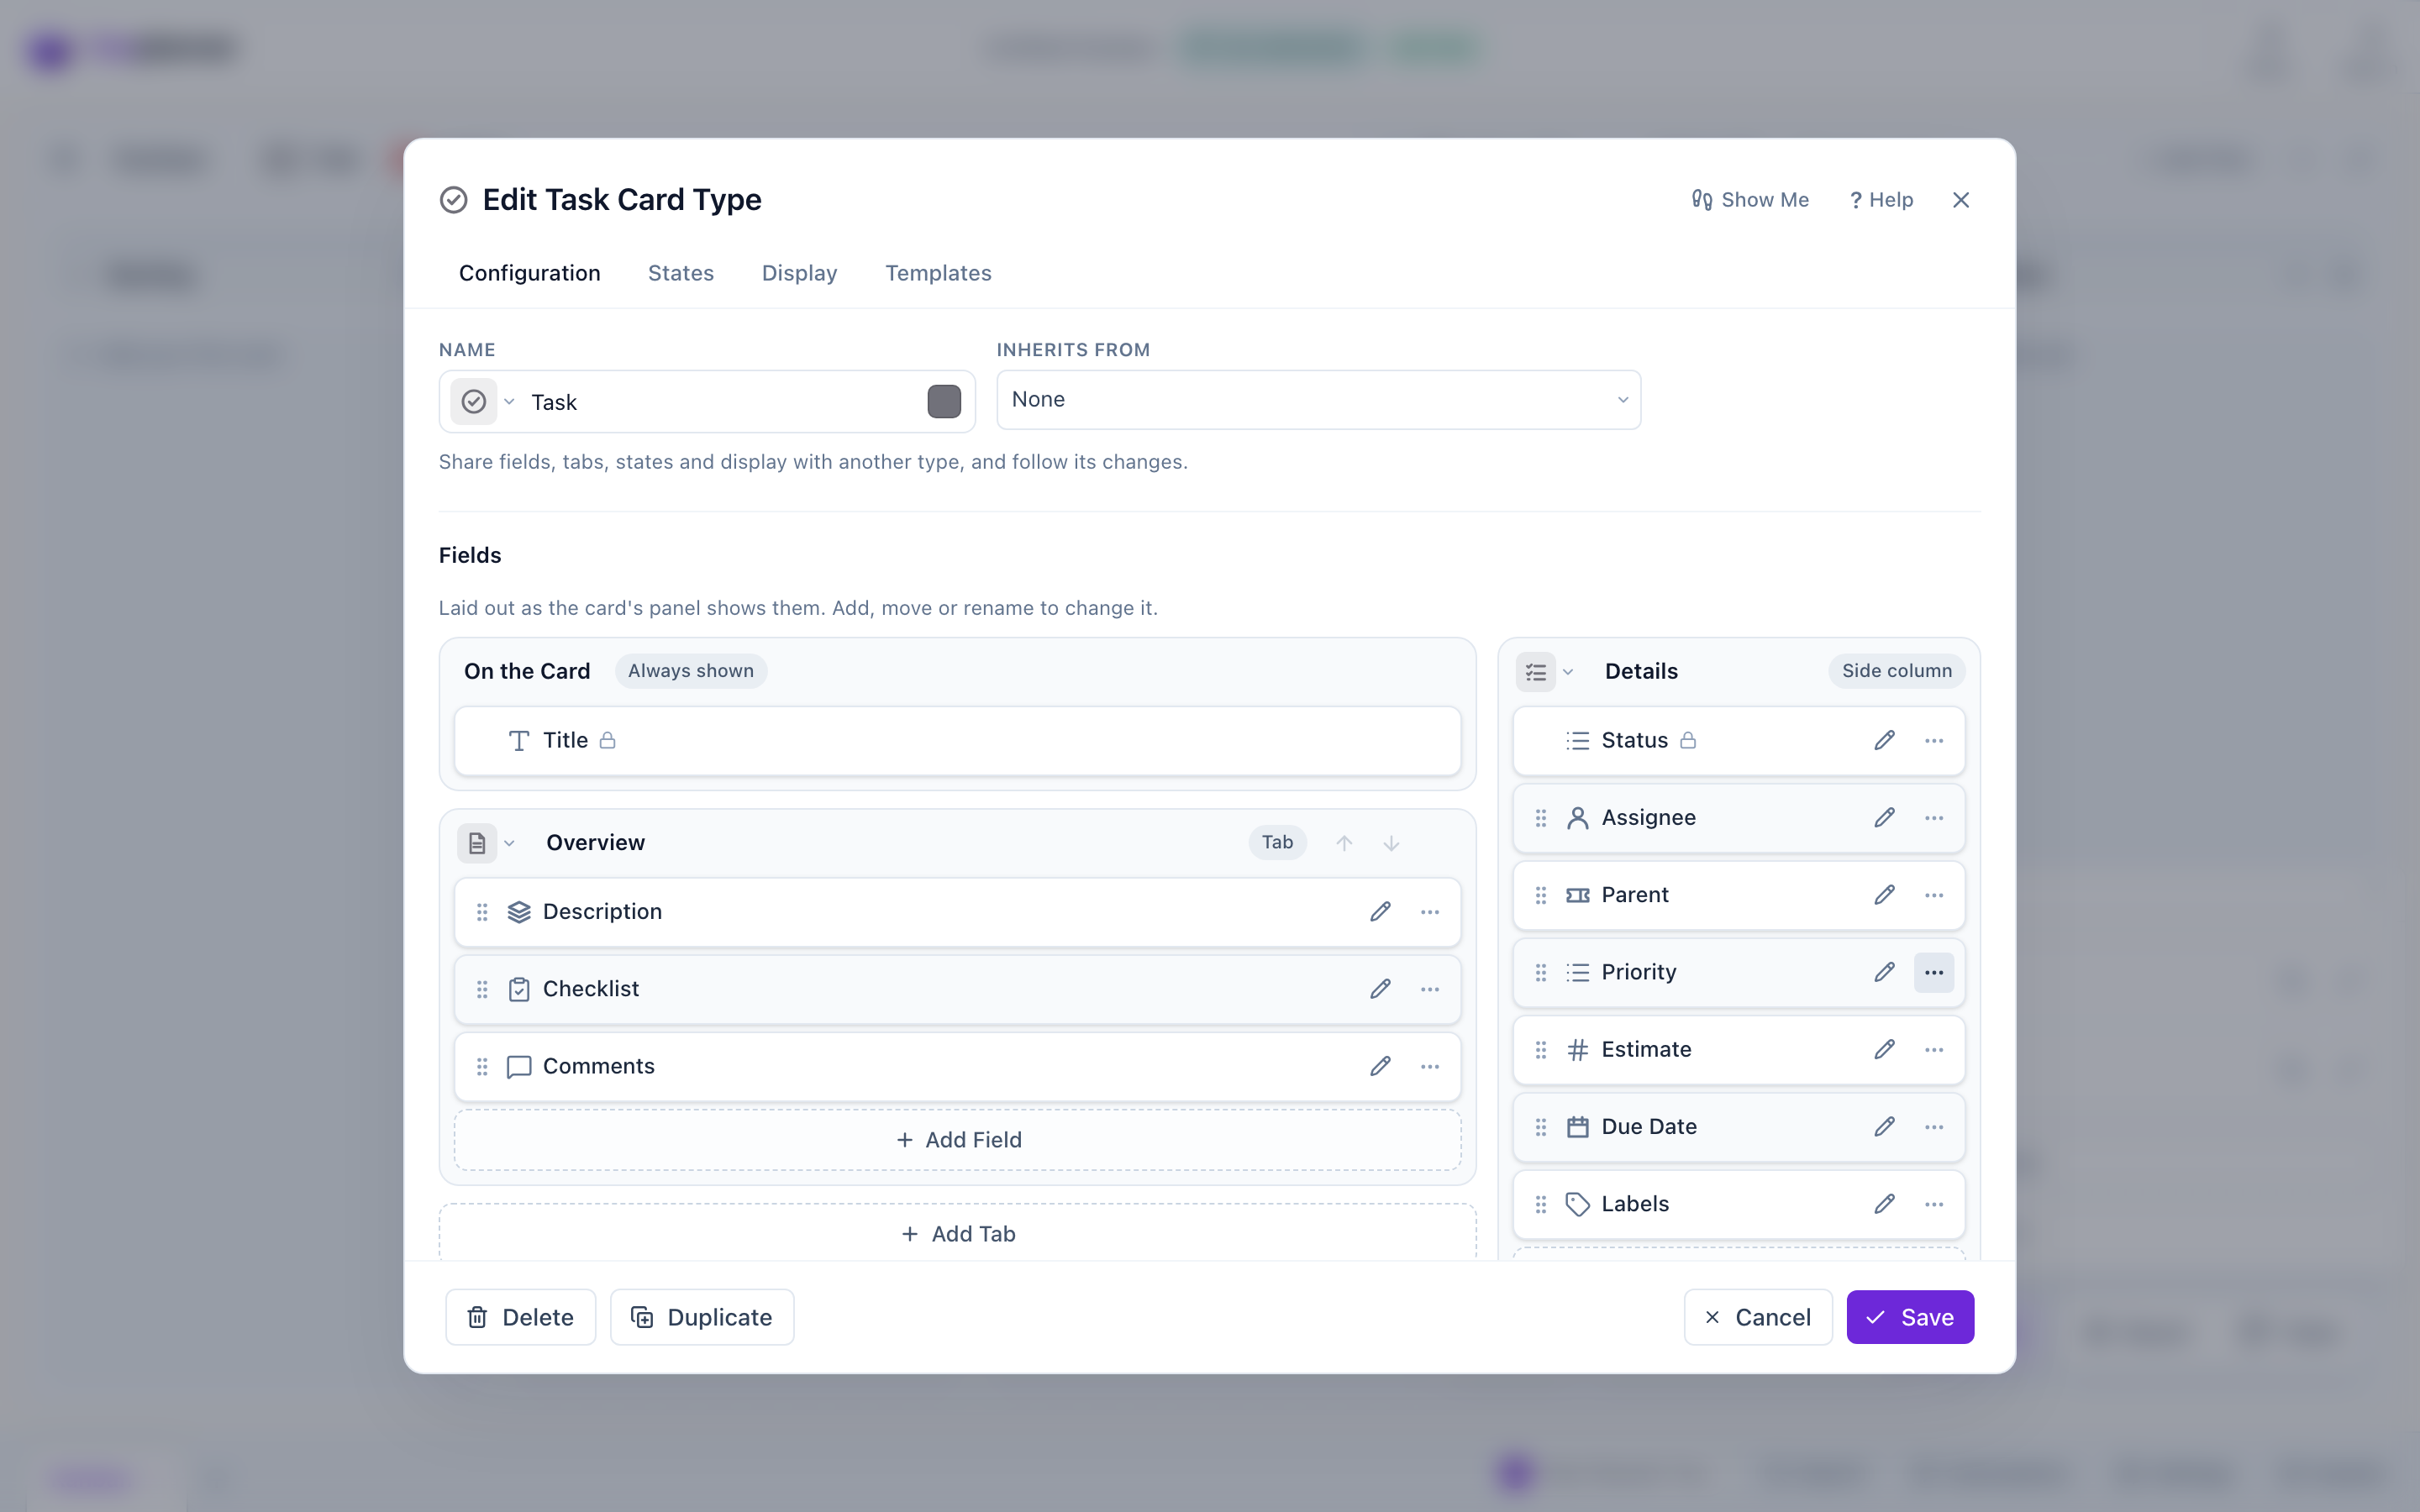 Edit Task Card Type
Show Me
? Help
Configuration
States
Display
Templates
NAME
INHERITS FROM
Task
None
Share fields, tabs, states and display with another type, and follow its changes.
Fields
Laid out as the card's panel shows them. Add, move or rename to change it.
On the Card
Always shown
Title
Overview
Tab
Description
Checklist
Comments
+ Add Field
+ Add Tab
Details
Side column
Status
Assignee
Parent
Priority
Estimate
Due Date
Labels
Delete
Duplicate
Cancel
Save